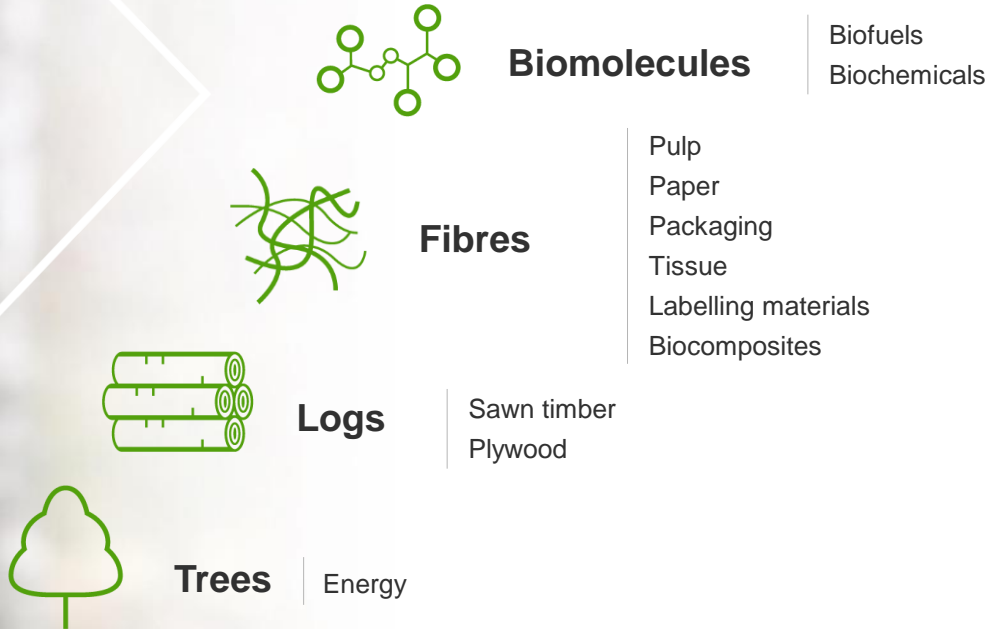 Biomolecules
Biofuels
Biochemicals
Fibres
Pulp
Paper
Packaging
Tissue
Labelling materials
Biocomposites
Logs
Sawn timber
Plywood
Trees
Energy